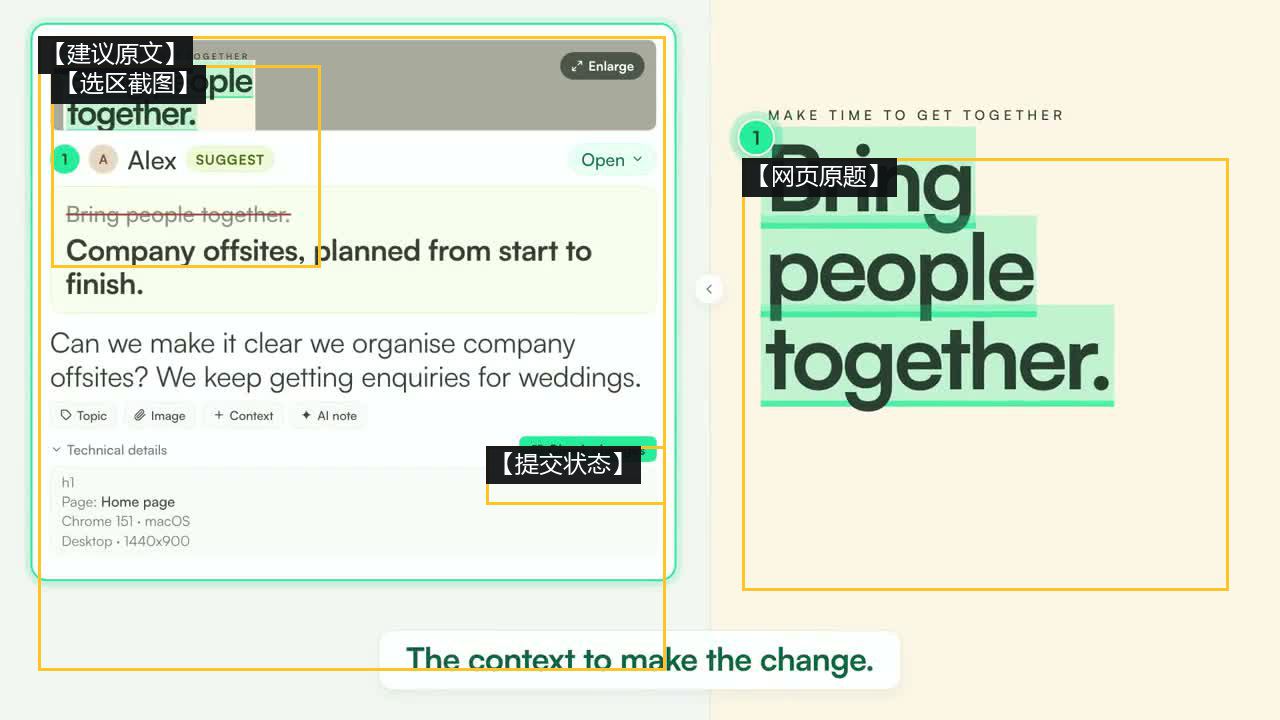 【建议原文】
OGETHER
【选区截图】
ople
together.
Enlarge
1
A
Alex
SUGGEST
Open
Bring people together.
Company offsites, planned from start to
finish.
Can we make it clear we organise company
offsites? We keep getting enquiries for weddings.
Topic
Image
+ Context
AI note
Technical details
【提交状态】
h1
Page: Home page
Chrome 151 · macOS
Desktop · 1440x900
MAKE TIME TO GET TOGETHER
1
Bring
【网页原题】
people
together.
The context to make the change.